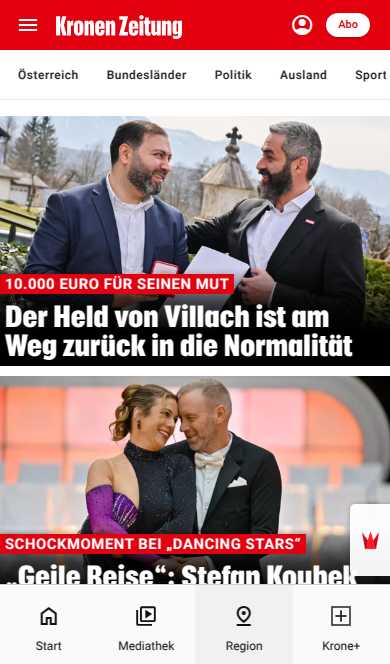 Kronen Zeitung
Abo
Österreich Bundesländer Politik Ausland Sport
10.000 EURO FÜR SEINEN MUT
Der Held von Villach ist am
Weg zurück in die Normalität
SCHOCKMOMENT BEI „DANCING STARS“
„Geile Reise“: Stefan Koubek
Start Mediathek Region Krone+